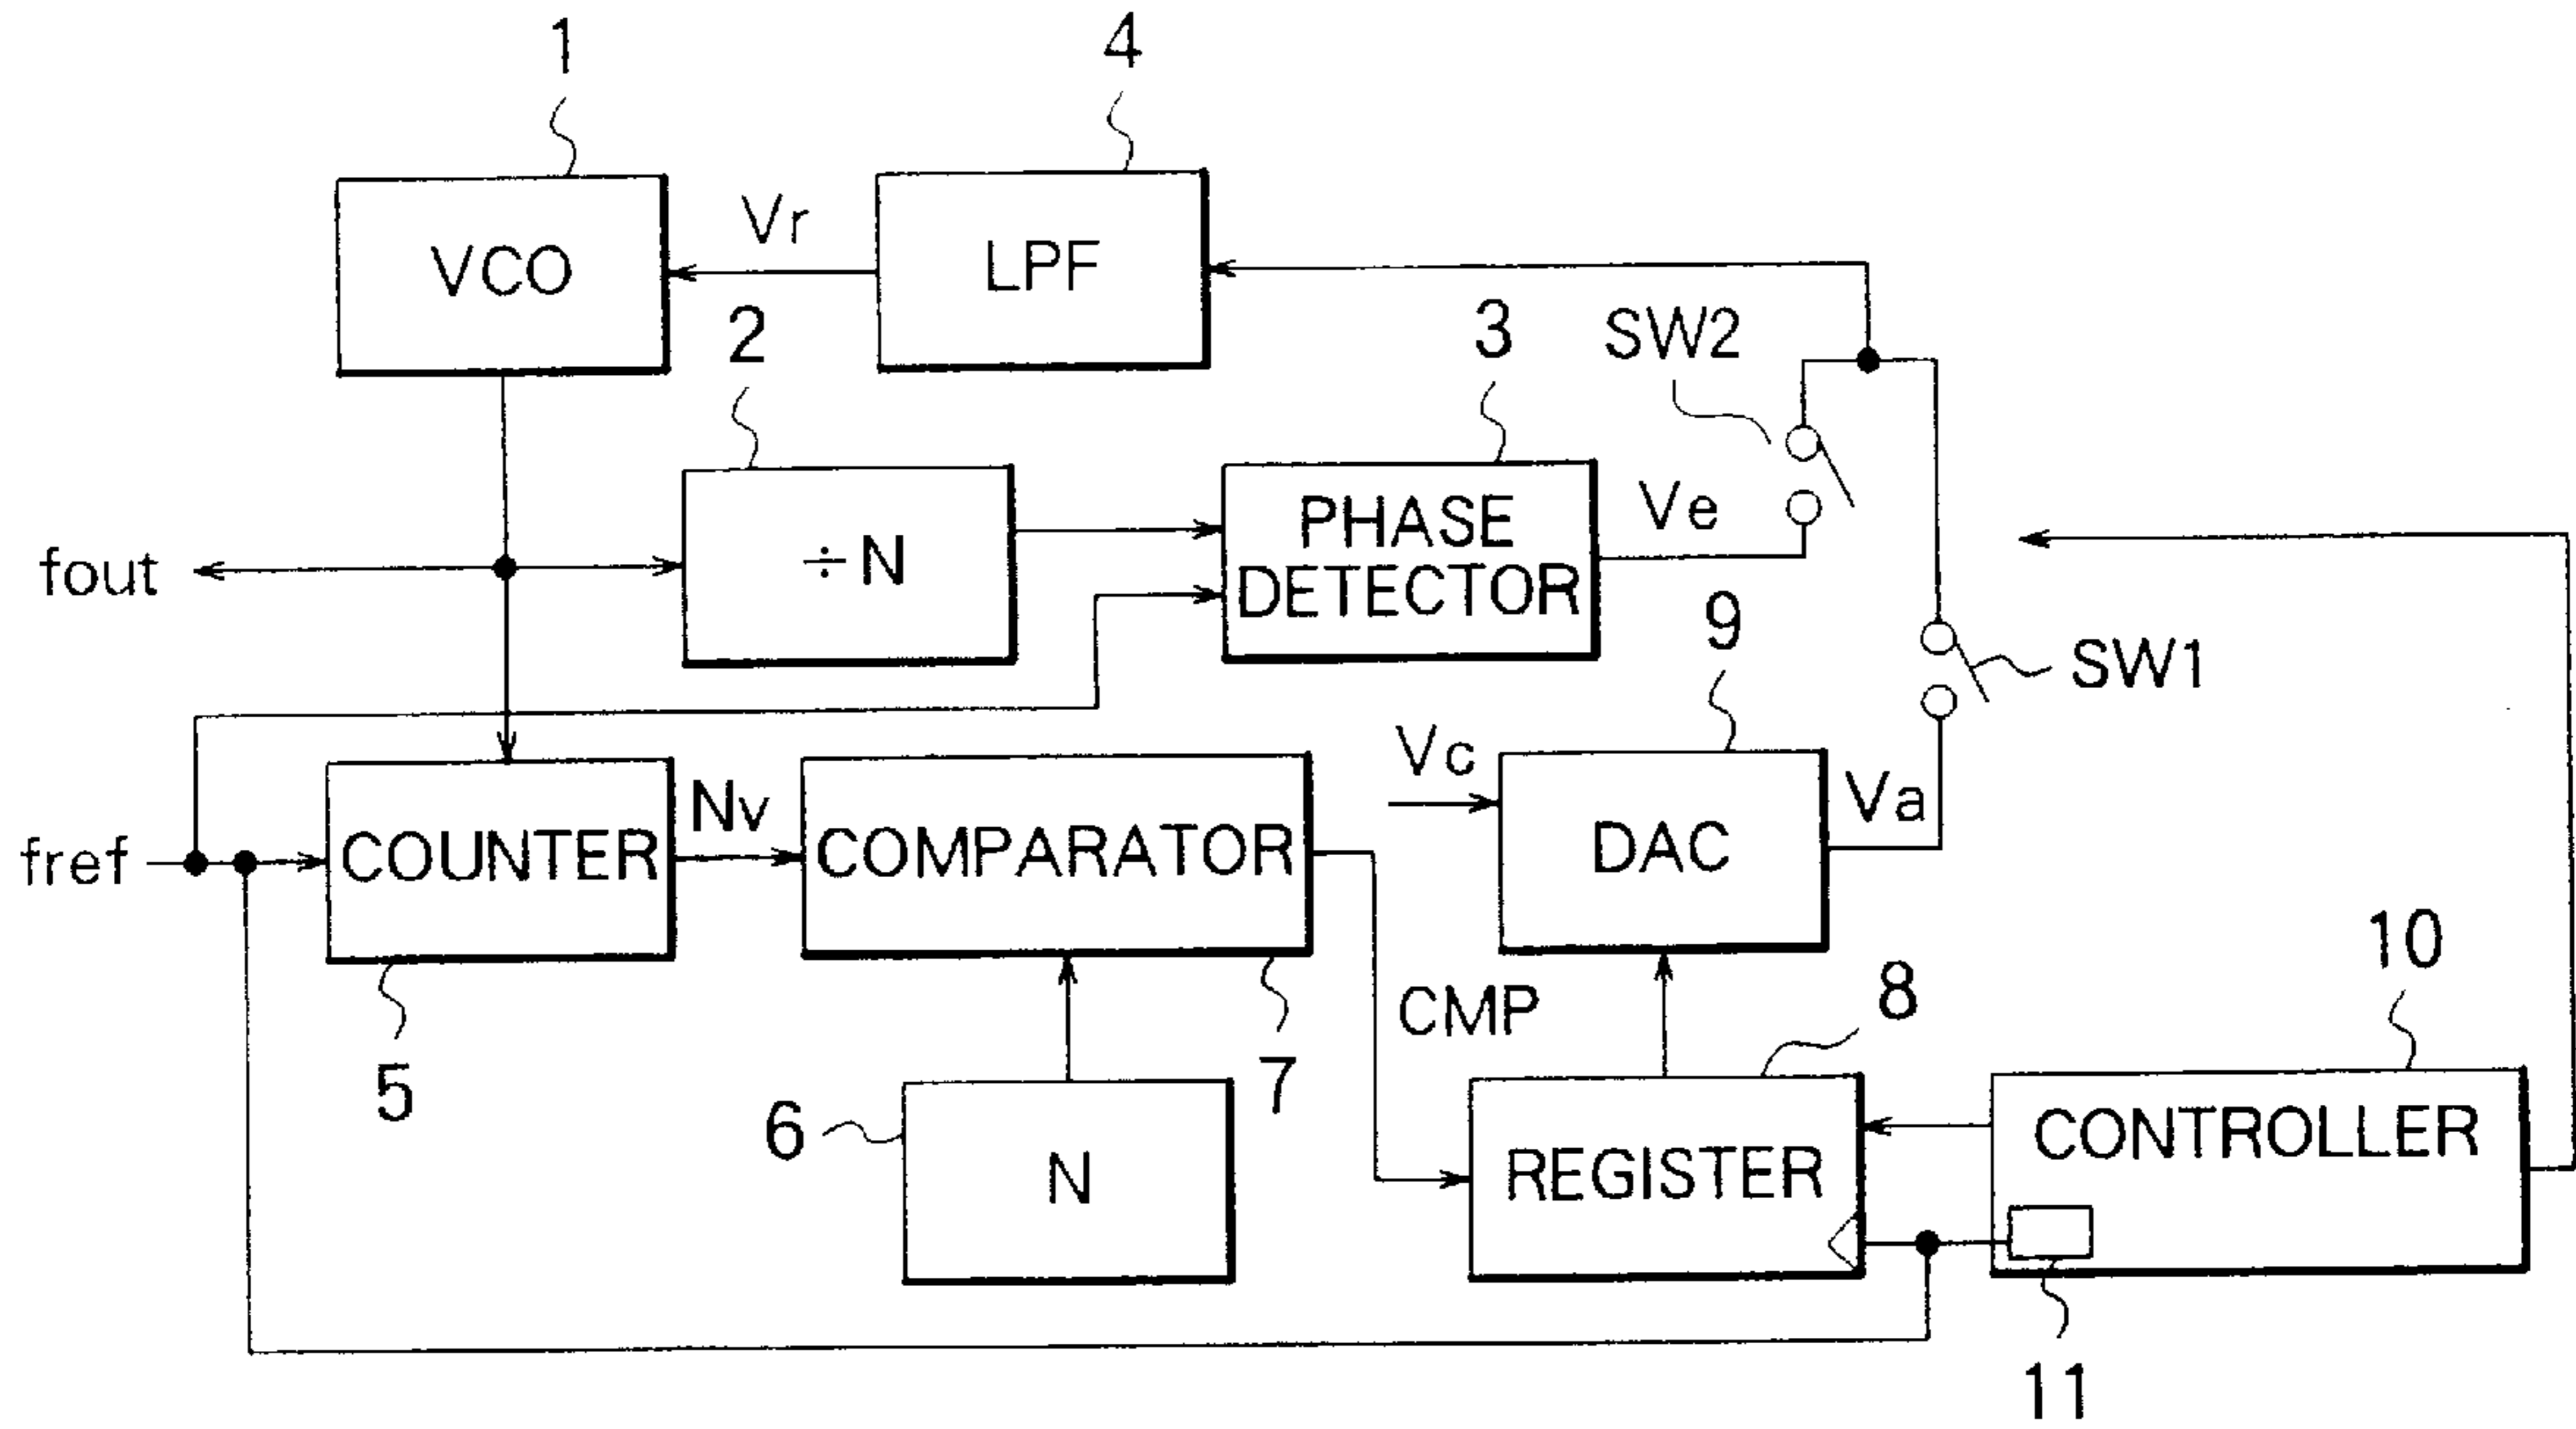 1
4
VCO
Vr
LPF
2
3
SW2
fout
÷N
PHASE
DETECTOR
Ve
9
SW1
fref
COUNTER
Nv
COMPARATOR
Vc
DAC
Va
10
5
6
N
7
CMP
8
REGISTER
CONTROLLER
11